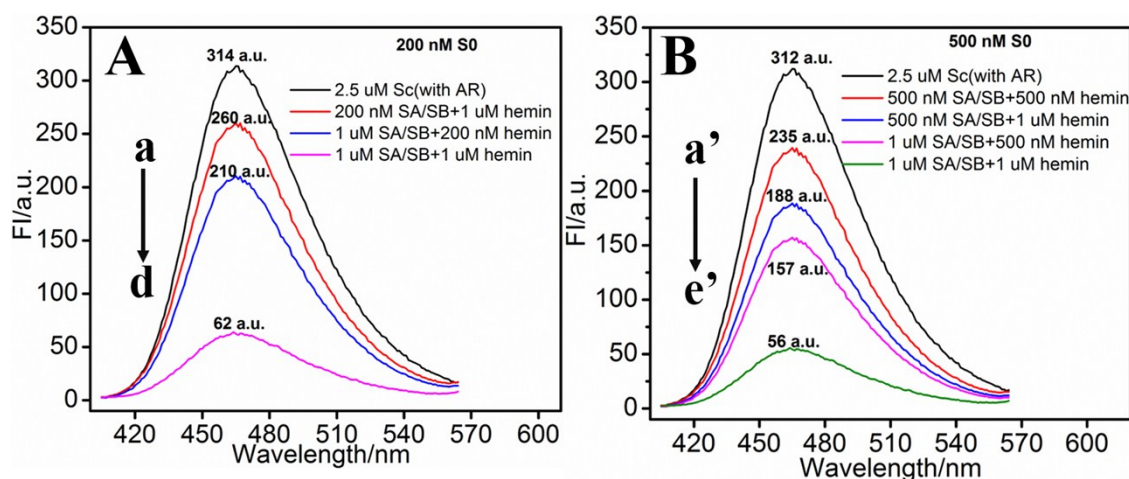 A
200 nM S0
314 a.u.
2.5 uM Sc(with AR)
200 nM SA/SB+1 uM hemin
1 uM SA/SB+200 nM hemin
1 uM SA/SB+1 uM hemin
260 a.u.
210 a.u.
62 a.u.
a
d
FI/a.u.
350
300
250
200
150
100
50
0
420 450 480 510 540 570 600
Wavelength/nm
B
500 nM S0
312 a.u.
2.5 uM Sc(with AR)
500 nM SA/SB+500 nM hemin
500 nM SA/SB+1 uM hemin
1 uM SA/SB+500 nM hemin
1 uM SA/SB+1 uM hemin
235 a.u.
188 a.u.
157 a.u.
56 a.u.
a’
e’
FI/a.u.
350
300
250
200
150
100
50
0
420 450 480 510 540 570 600
Wavelength/nm